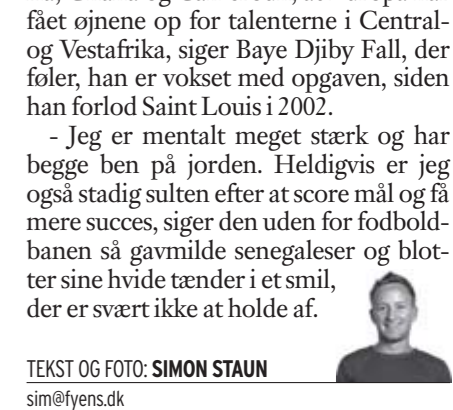 fået øjnene op for talenterne i Central-
og Vestafrika, siger Baye Djiby Fall, der
føler, han er vokset med opgaven, siden
han forlod Saint Louis i 2002.
- Jeg er mentalt meget stærk og har
begge ben på jorden. Heldigvis er jeg
også stadig sulten efter at score mål og få
mere succes, siger den uden for fodbold-
banen så gavmilde senegaleser og blot-
ter sine hvide tænder i et smil,
der er svært ikke at holde af.
TEKST OG FOTO: SIMON STAUN
sim@fyens.dk